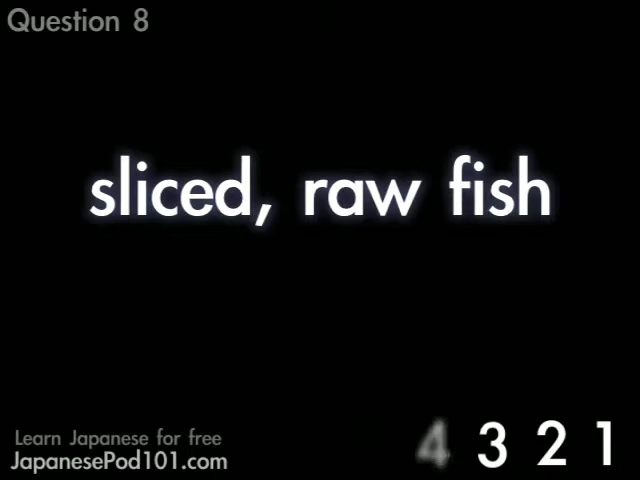 Question 8
sliced, raw fish
Learn Japanese for free
JapanesePod101.com
4 3 2 1